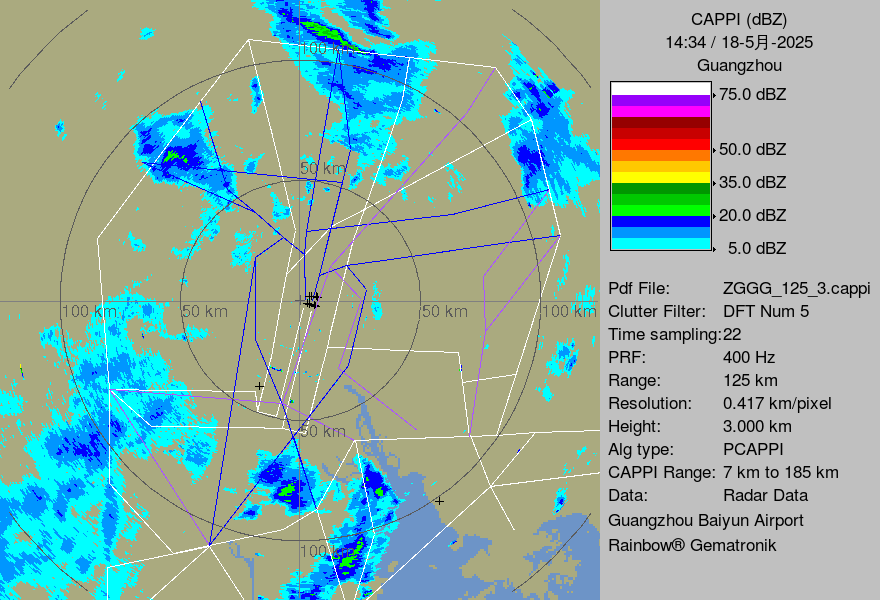 CAPPI (dBZ)
14:34 / 18-5月-2025
Guangzhou
75.0 dBZ
50.0 dBZ
35.0 dBZ
20.0 dBZ
5.0 dBZ
100 km
50 km
100 km
50 km
50 km
100 km
50 km
100 km
Pdf File: ZGGG_125_3.cappi
Clutter Filter: DFT Num 5
Time sampling:22
PRF: 400 Hz
Range: 125 km
Resolution: 0.417 km/pixel
Height: 3.000 km
Alg type: PCAPPI
CAPPI Range: 7 km to 185 km
Data: Radar Data
Guangzhou Baiyun Airport
Rainbow® Gematronik